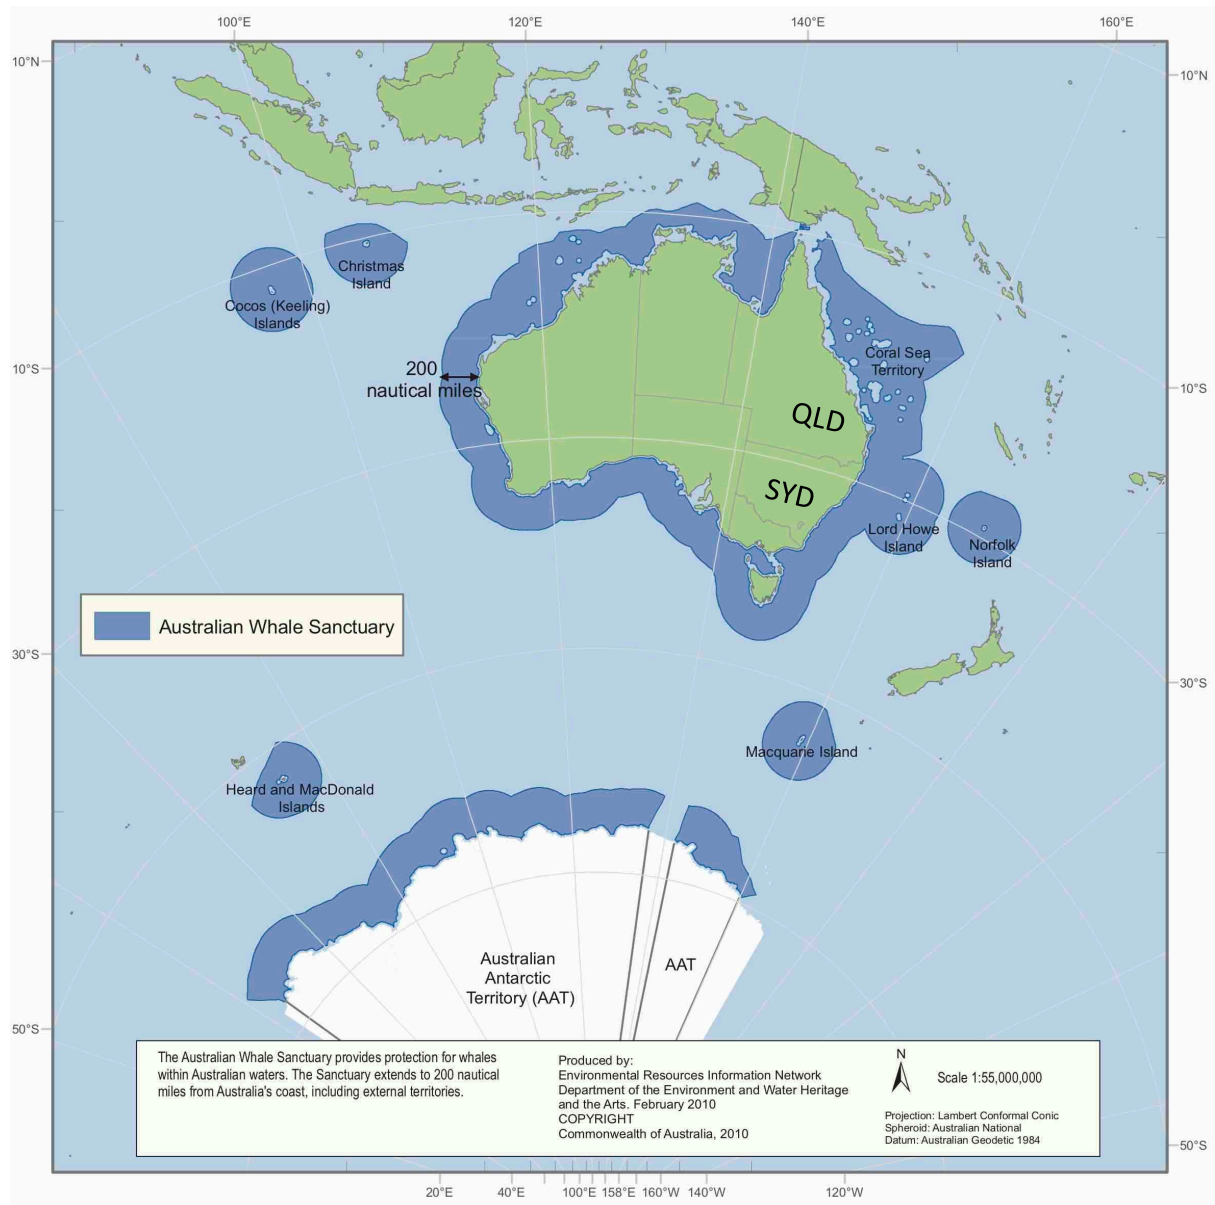 100°E
120°E
140°E
160°E
10°N
10°N
Christmas
Island
Cocos (Keeling)
Islands
Coral Sea
Territory
200
nautical miles
10°S
10°S
QLD
SYD
Lord Howe
Island
Norfolk
Island
Australian Whale Sanctuary
30°S
30°S
Macquarie Island
Heard and MacDonald
Islands
Australian
Antarctic
Territory (AAT)
AAT
50°S
The Australian Whale Sanctuary provides protection for whales
within Australian waters. The Sanctuary extends to 200 nautical
miles from Australia's coast, including external territories.
Produced by:
Environmental Resources Information Network
Department of the Environment and Water Heritage
and the Arts. February 2010
COPYRIGHT
Commonwealth of Australia, 2010
N
Scale 1:55,000,000
Projection: Lambert Conformal Conic
Spheroid: Australian National
Datum: Australian Geodetic 1984
50°S
20°E
40°E
100°E
158°E
160°W
140°W
120°W